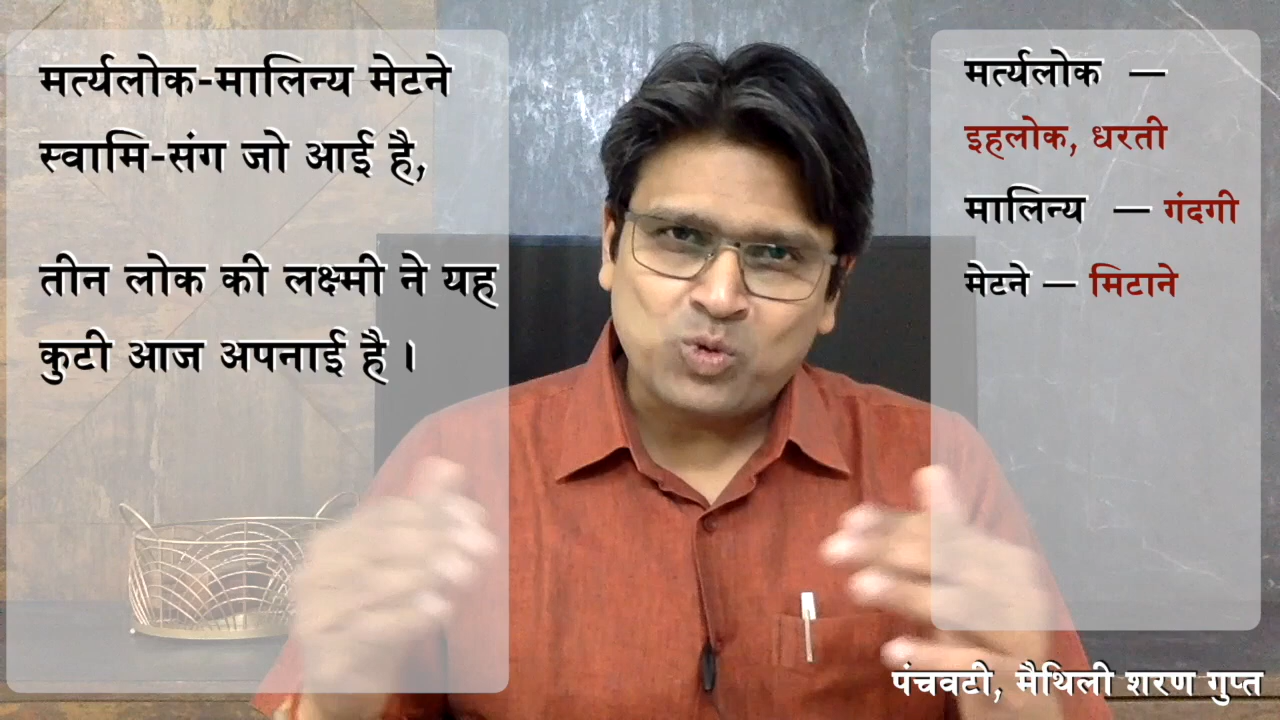 मर्त्यलोक-मालिन्य मेटने
स्वामि-संग जो आई है,
तीन लोक की लक्ष्मी ने यह
कुटी आज अपनाई है ।
मर्त्यलोक —
इहलोक, धरती
मालिन्य — गंदगी
मेटने — मिटाने
पंचवटी, मैथिली शरण गुप्त